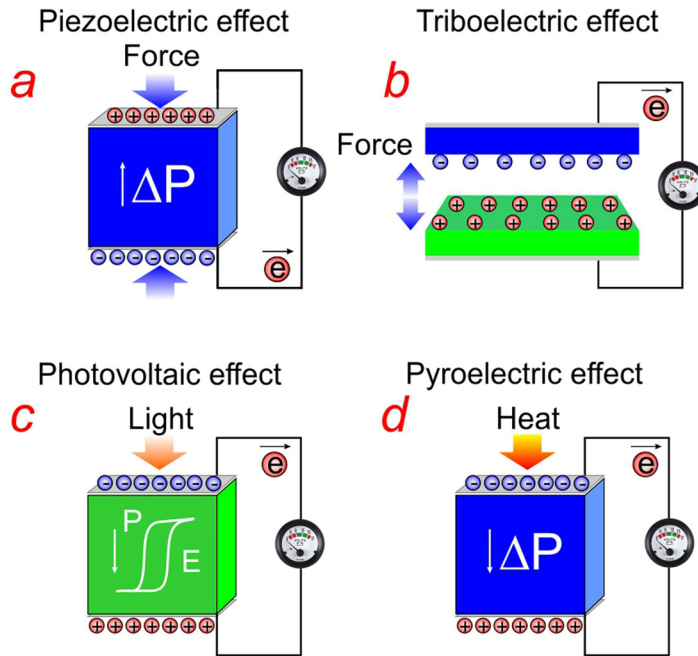 Piezoelectric effect
Triboelectric effect
a
Force
b
e
Force
ΔP
e
Photovoltaic effect
Pyroelectric effect
c
Light
d
Heat
e
e
P
E
ΔP